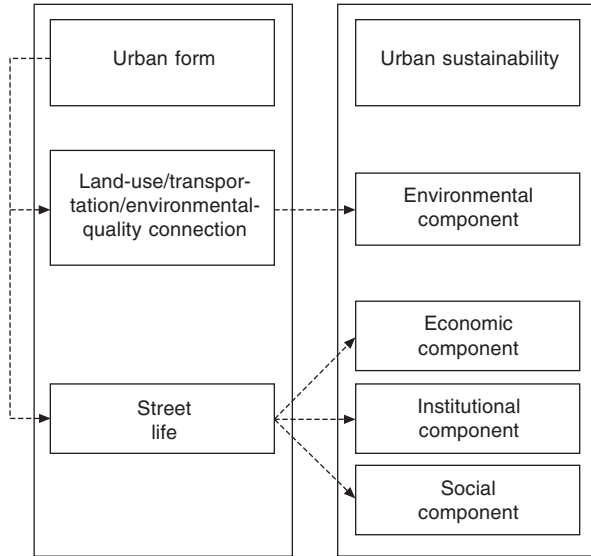 Urban form
Urban sustainability
Land-use/transpor-
tation/environmental-
quality connection
Environmental
component
Economic
component
Street
life
Institutional
component
Social
component